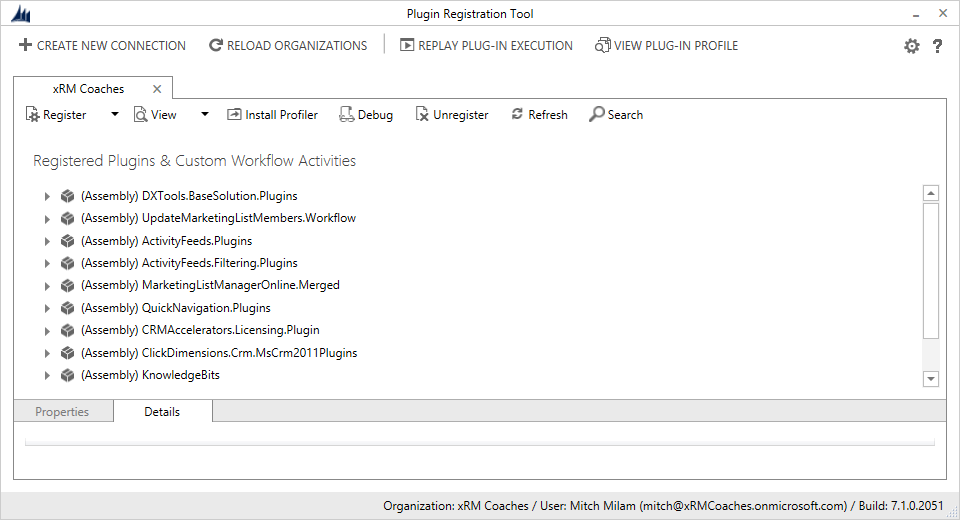 Plugin Registration Tool
CREATE NEW CONNECTION RELOAD ORGANIZATIONS REPLAY PLUG-IN EXECUTION VIEW PLUG-IN PROFILE
xRM Coaches
Register View Install Profiler Debug Unregister Refresh Search
Registered Plugins & Custom Workflow Activities
(Assembly) DXTools.BaseSolution.Plugins
(Assembly) UpdateMarketingListMembers.Workflow
(Assembly) ActivityFeeds.Plugins
(Assembly) ActivityFeeds.Filtering.Plugins
(Assembly) MarketingListManagerOnline.Merged
(Assembly) QuickNavigation.Plugins
(Assembly) CRMAccelerators.Licensing.Plugin
(Assembly) ClickDimensions.Crm.MsCrm2011Plugins
(Assembly) KnowledgeBits
Properties Details
Organization: xRM Coaches / User: Mitch Milam (mitch@xRMCoaches.onmicrosoft.com) / Build: 7.1.0.2051